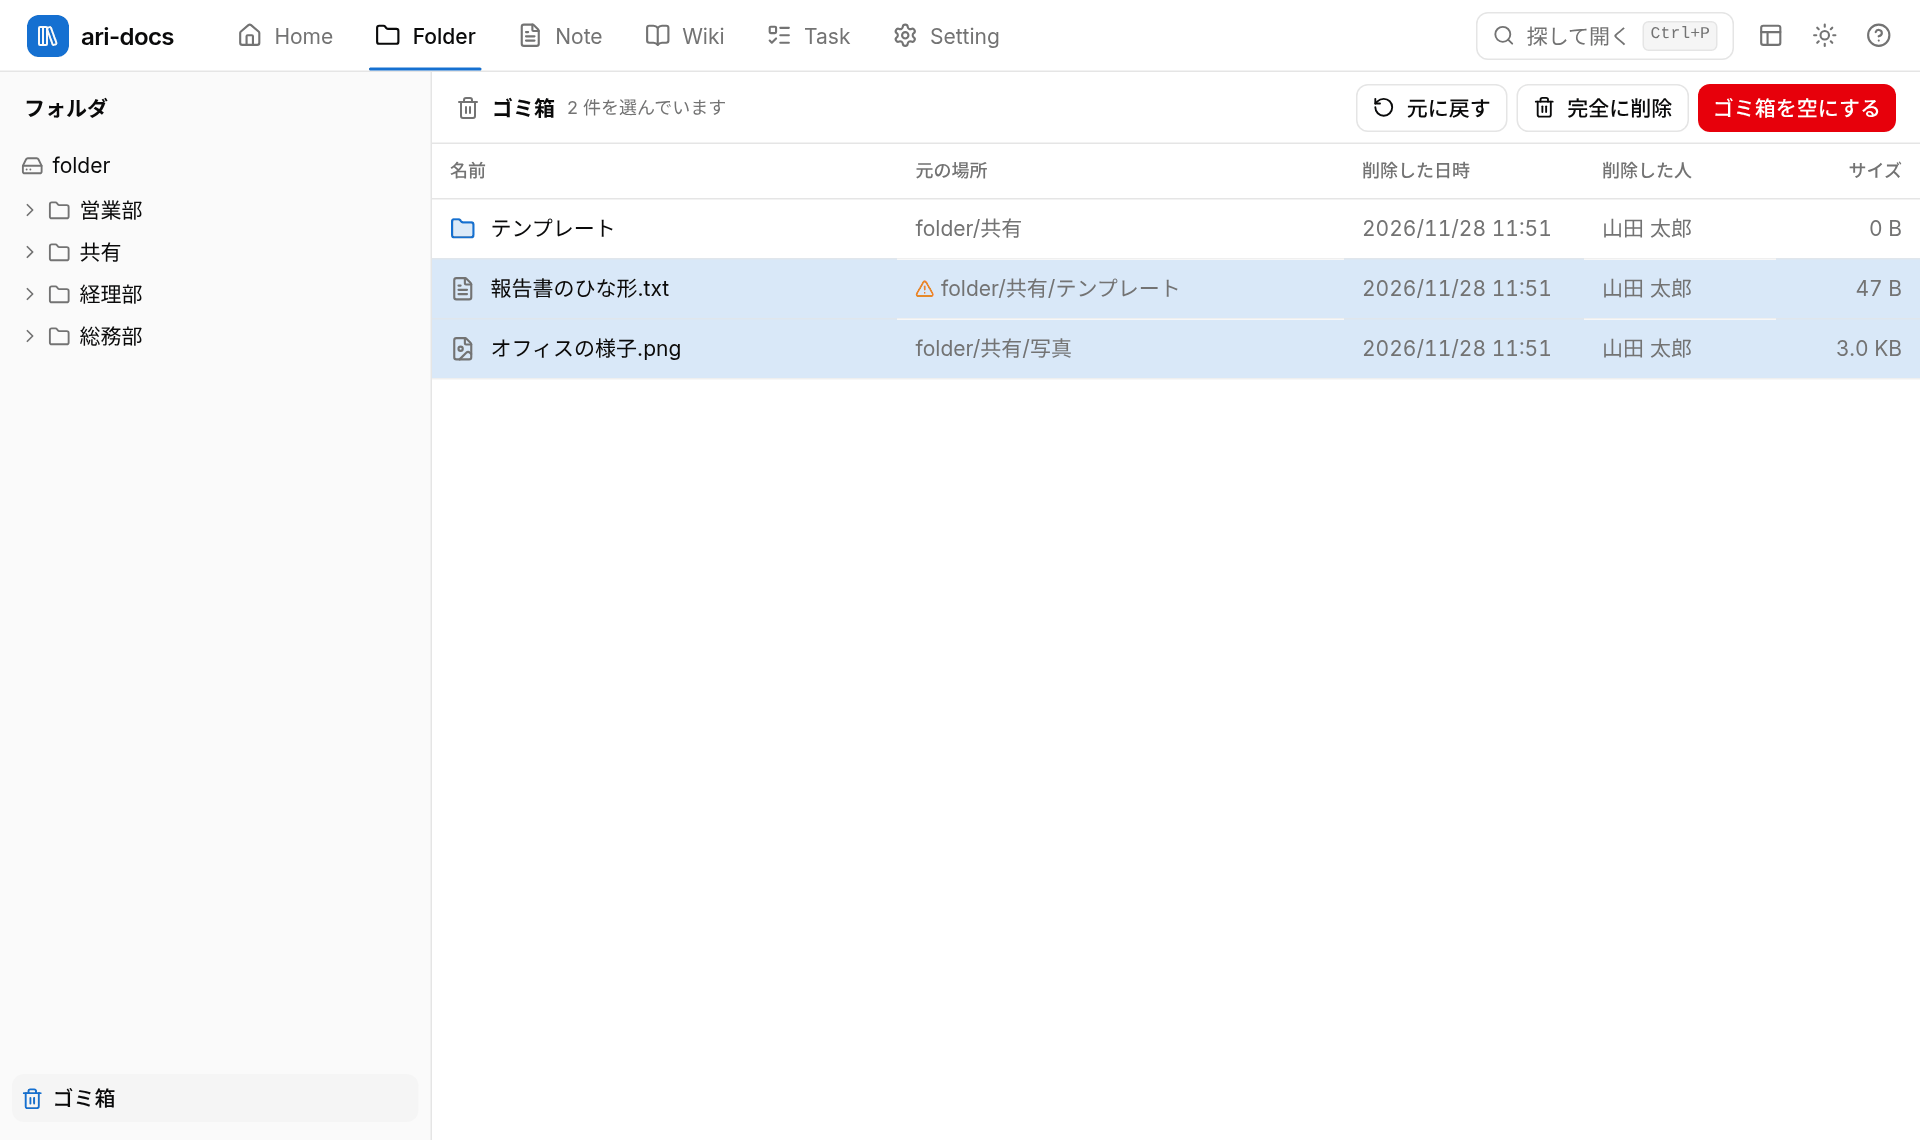 ari-docs Home Folder Note Wiki Task Setting 探して開く Ctrl+P
フォルダ
folder
営業部
共有
経理部
総務部
ゴミ箱
ゴミ箱 2 件を選んでいます 元に戻す 完全に削除 ゴミ箱を空にする
名前 元の場所 削除した日時 削除した人 サイズ
テンプレート folder/共有 2026/11/28 11:51 山田 太郎 0 B
報告書のひな形.txt folder/共有/テンプレート 2026/11/28 11:51 山田 太郎 47 B
オフィスの様子.png folder/共有/写真 2026/11/28 11:51 山田 太郎 3.0 KB